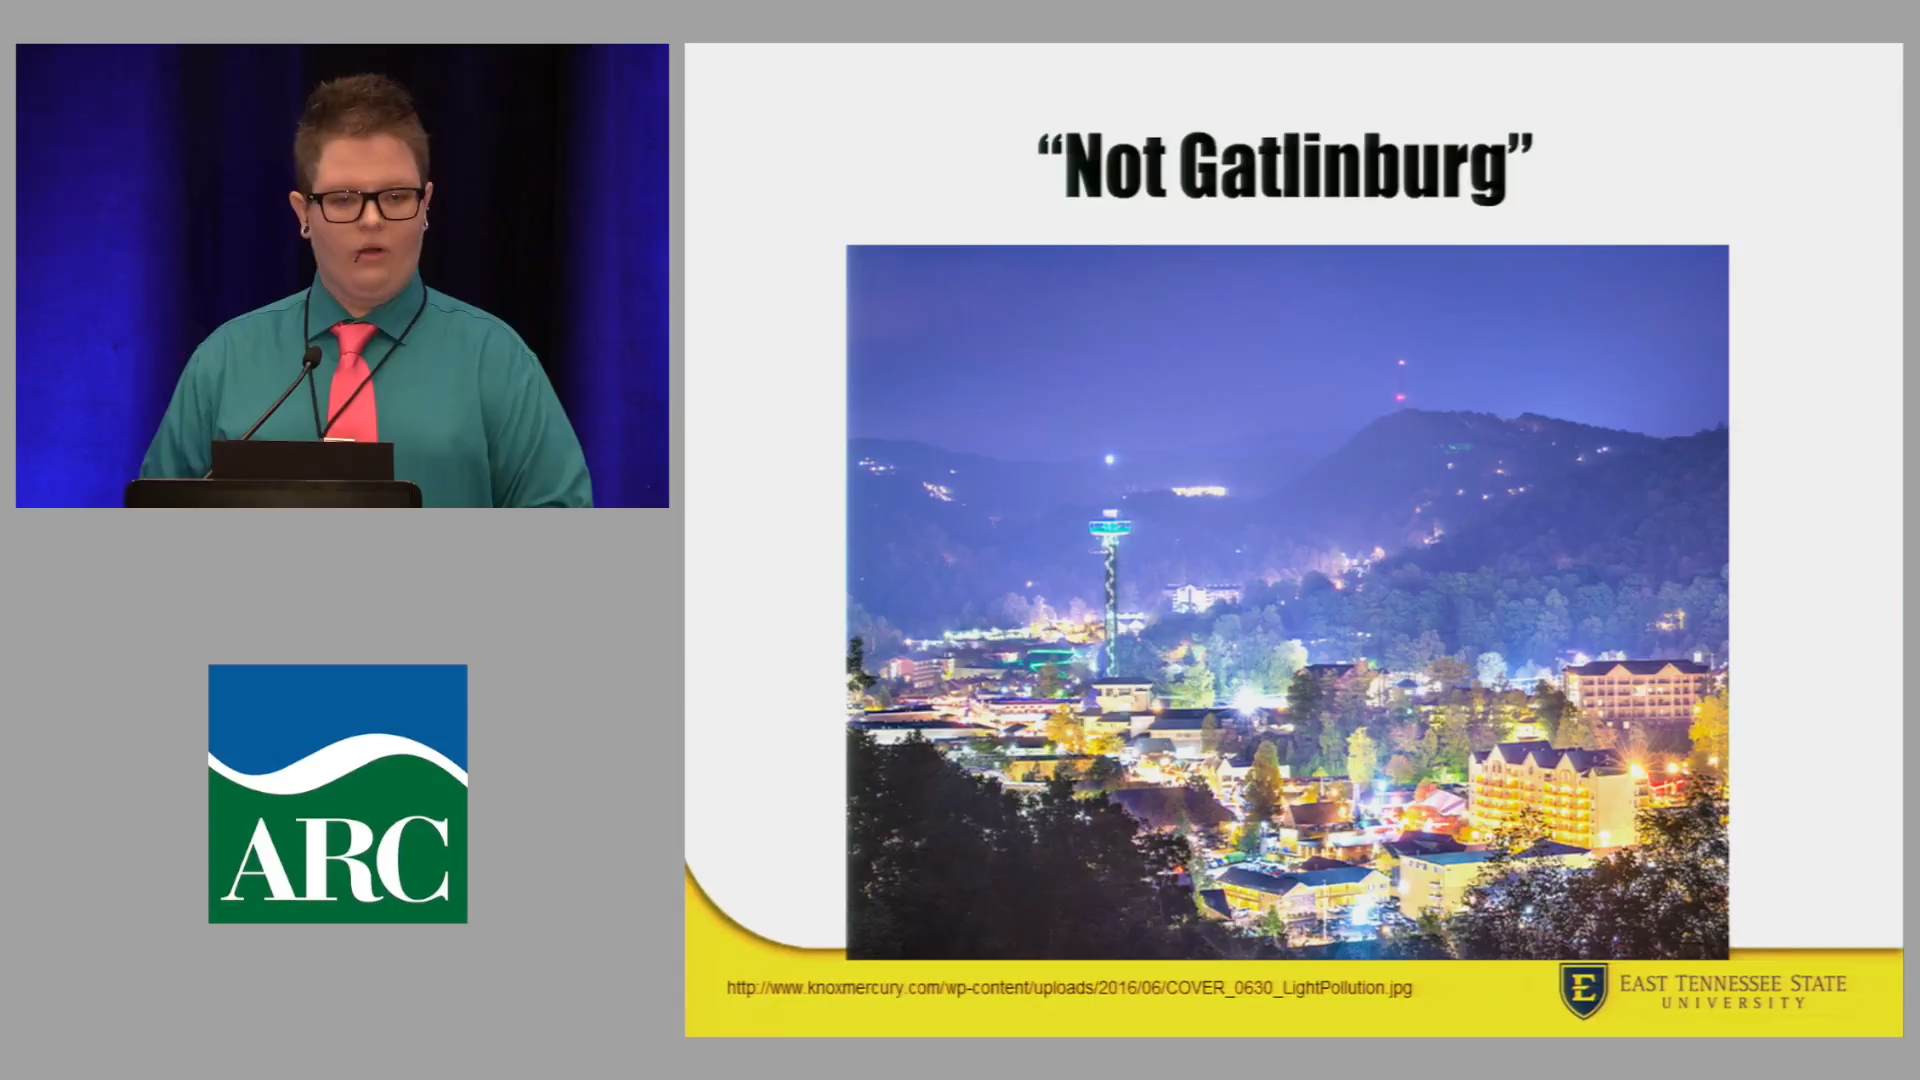 “Not Gatlinburg”
ARC
http://www.knoxmercury.com/wp-content/uploads/2016/06/COVER_0630_LightPollution.jpg
E
EAST TENNESSEE STATE
UNIVERSITY